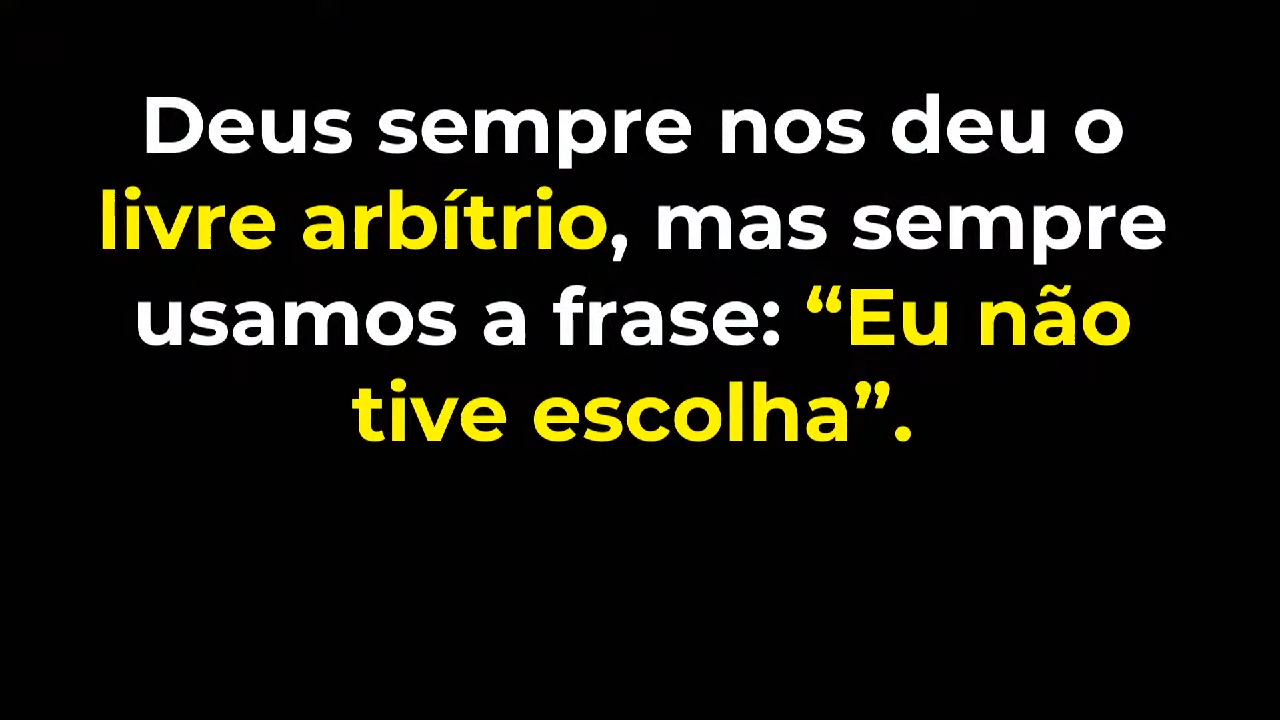 Deus sempre nos deu o
livre arbítrio, mas sempre
usamos a frase: “Eu não
tive escolha”.